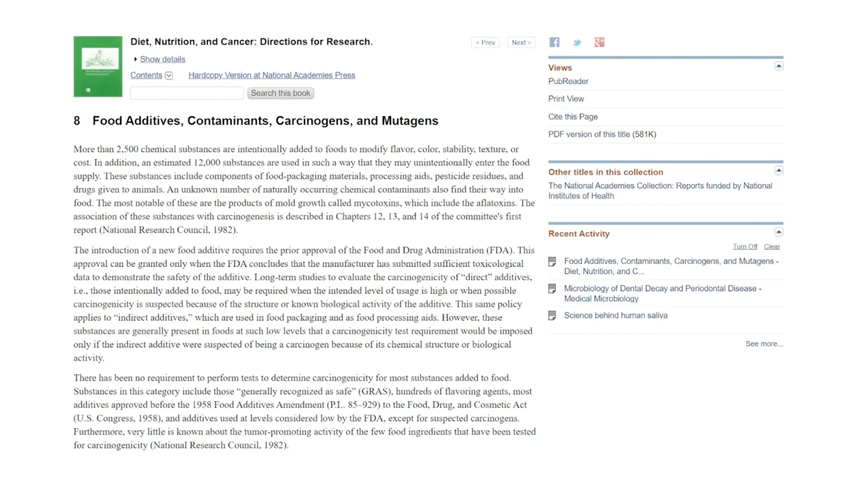 Diet, Nutrition, and Cancer: Directions for Research.
Show details
Contents
Hardcopy Version at National Academies Press
Search this book
< Prev
Next >
8 Food Additives, Contaminants, Carcinogens, and Mutagens
More than 2,500 chemical substances are intentionally added to foods to modify flavor, color, stability, texture, or
cost. In addition, an estimated 12,000 substances are used in such a way that they may unintentionally enter the food
supply. These substances include components of food-packaging materials, processing aids, pesticide residues, and
drugs given to animals. An unknown number of naturally occurring chemical contaminants also find their way into
food. The most notable of these are the products of mold growth called mycotoxins, which include the aflatoxins. The
association of these substances with carcinogenesis is described in Chapters 12, 13, and 14 of the committee's first
report (National Research Council, 1982).
The introduction of a new food additive requires the prior approval of the Food and Drug Administration (FDA). This
approval can be granted only when the FDA concludes that the manufacturer has submitted sufficient toxicological
data to demonstrate the safety of the additive. Long-term studies to evaluate the carcinogenicity of “direct” additives,
i.e., those intentionally added to food, may be required when the intended level of usage is high or when possible
carcinogenicity is suspected because of the structure or known biological activity of the additive. This same policy
applies to “indirect additives,” which are used in food packaging and as food processing aids. However, these
substances are generally present in foods at such low levels that a carcinogenicity test requirement would be imposed
only if the indirect additive were suspected of being a carcinogen because of its chemical structure or biological
activity.
There has been no requirement to perform tests to determine carcinogenicity for most substances added to food.
Substances in this category include those “generally recognized as safe” (GRAS), hundreds of flavoring agents, most
additives approved before the 1958 Food Additives Amendment (P.L. 85–929) to the Food, Drug, and Cosmetic Act
(U.S. Congress, 1958), and additives used at levels considered low by the FDA, except for suspected carcinogens.
Furthermore, very little is known about the tumor-promoting activity of the few food ingredients that have been tested
for carcinogenicity (National Research Council, 1982).
Views
PubReader
Print View
Cite this Page
PDF version of this title (581K)
Other titles in this collection
The National Academies Collection: Reports funded by National
Institutes of Health
Recent Activity
Turn Off Clear
Food Additives, Contaminants, Carcinogens, and Mutagens -
Diet, Nutrition, and C...
Microbiology of Dental Decay and Periodontal Disease -
Medical Microbiology
Science behind human saliva
See more...